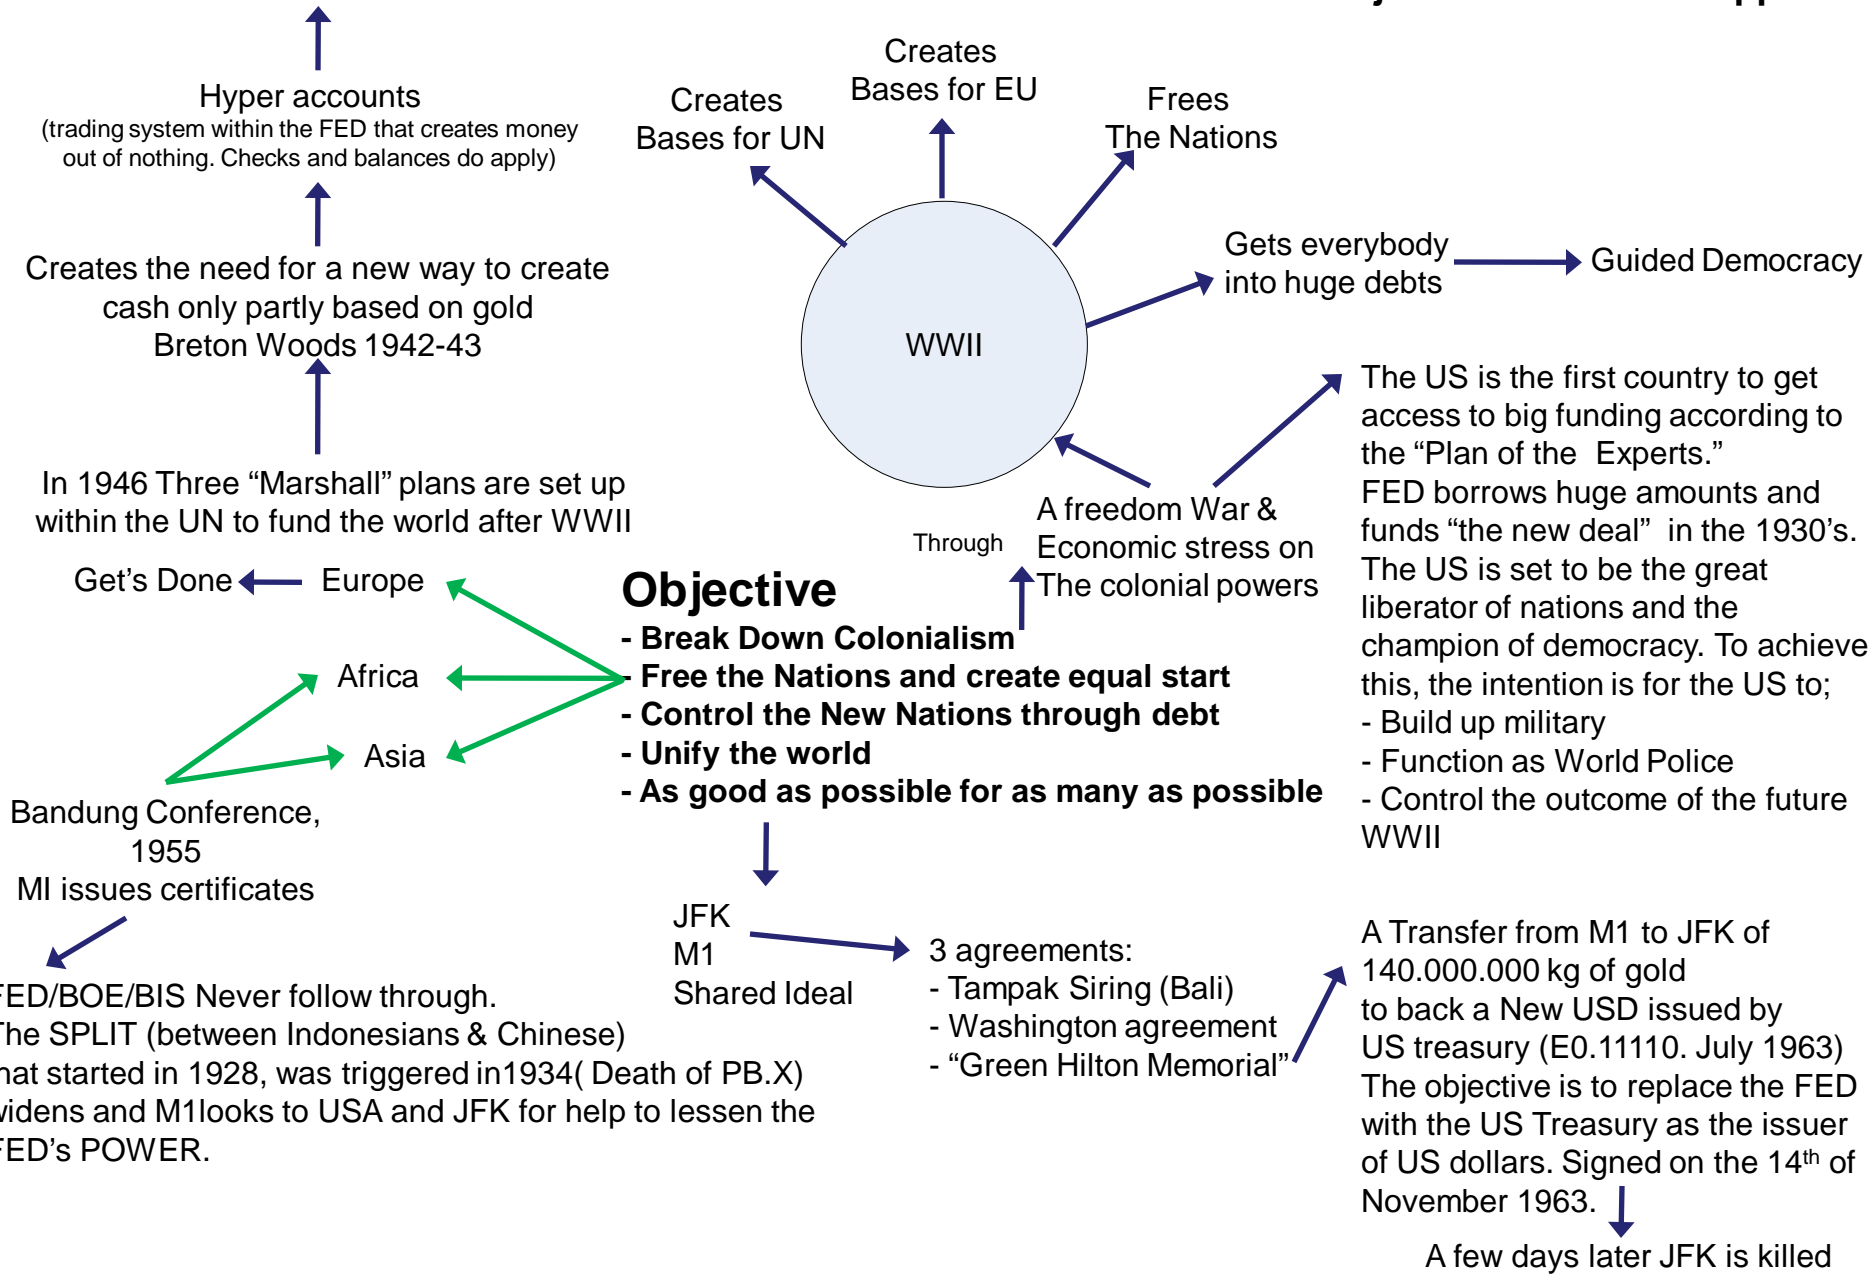 Hyper accounts
(trading system within the FED that creates money
out of nothing. Checks and balances do apply)
Creates the need for a new way to create
cash only partly based on gold
Breton Woods 1942-43
In 1946 Three “Marshall” plans are set up
within the UN to fund the world after WWII
Get's Done
Europe
Africa
Asia
Bandung Conference,
1955
MI issues certificates
FED/BOE/BIS Never follow through.
The SPLIT (between Indonesians & Chinese)
that started in 1928, was triggered in1934( Death of PB.X)
widens and M1looks to USA and JFK for help to lessen the
FED's POWER.
Creates
Bases for UN
Creates
Bases for EU
Frees
The Nations
Gets everybody
into huge debts
Guided Democracy
WWII
Through
A freedom War &
Economic stress on
The colonial powers
Objective
- Break Down Colonialism
- Free the Nations and create equal start
- Control the New Nations through debt
- Unify the world
- As good as possible for as many as possible
The US is the first country to get
access to big funding according to
the “Plan of the Experts.”
FED borrows huge amounts and
funds “the new deal” in the 1930's.
The US is set to be the great
liberator of nations and the
champion of democracy. To achieve
this, the intention is for the US to;
- Build up military
- Function as World Police
- Control the outcome of the future
WWII
JFK
M1
Shared Ideal
3 agreements:
- Tampak Siring (Bali)
- Washington agreement
- “Green Hilton Memorial”
A Transfer from M1 to JFK of
140.000.000 kg of gold
to back a New USD issued by
US treasury (E0.11110. July 1963)
The objective is to replace the FED
with the US Treasury as the issuer
of US dollars. Signed on the 14th of
November 1963.
A few days later JFK is killed